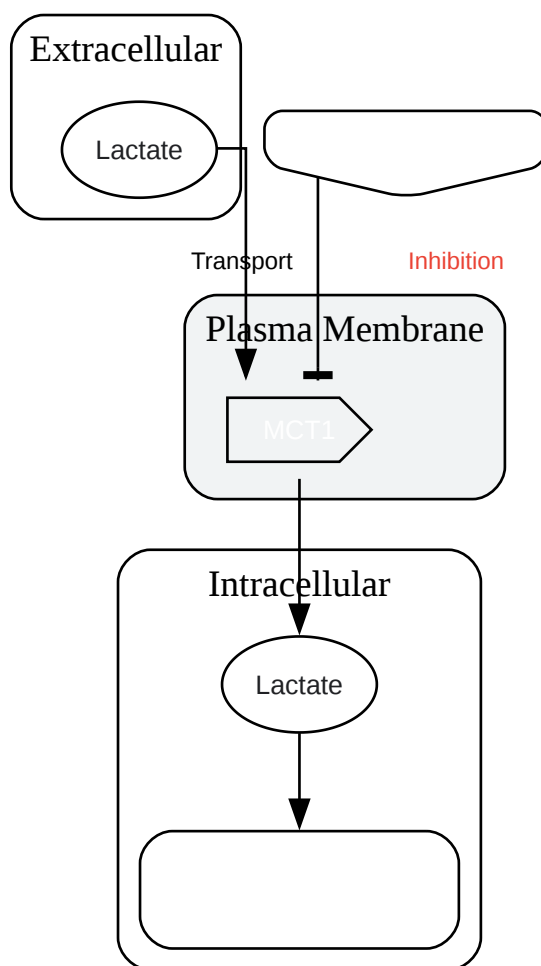 Extracellular
Lactate
Transport
Inhibition
Plasma Membrane
MCT1
Intracellular
Lactate